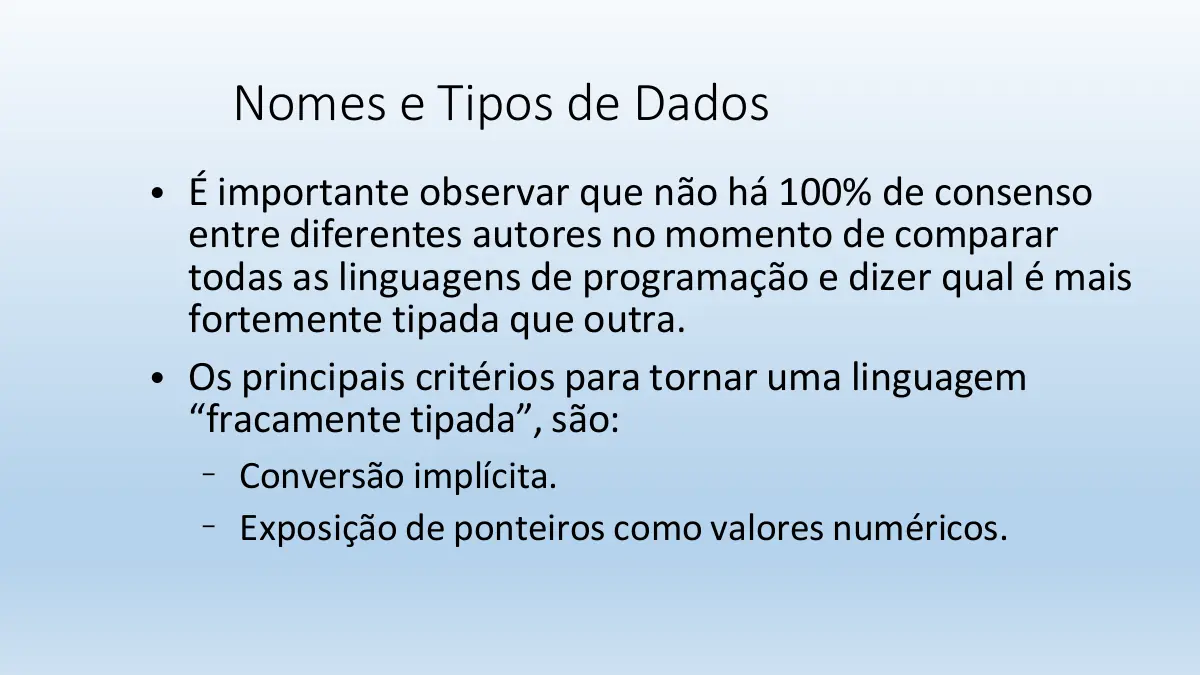 Nomes e Tipos de Dados
• É importante observar que não há 100% de consenso
entre diferentes autores no momento de comparar
todas as linguagens de programação e dizer qual é mais
fortemente tipada que outra.
• Os principais critérios para tornar uma linguagem
“fracamente tipada”, são:
– Conversão implícita.
– Exposição de ponteiros como valores numéricos.